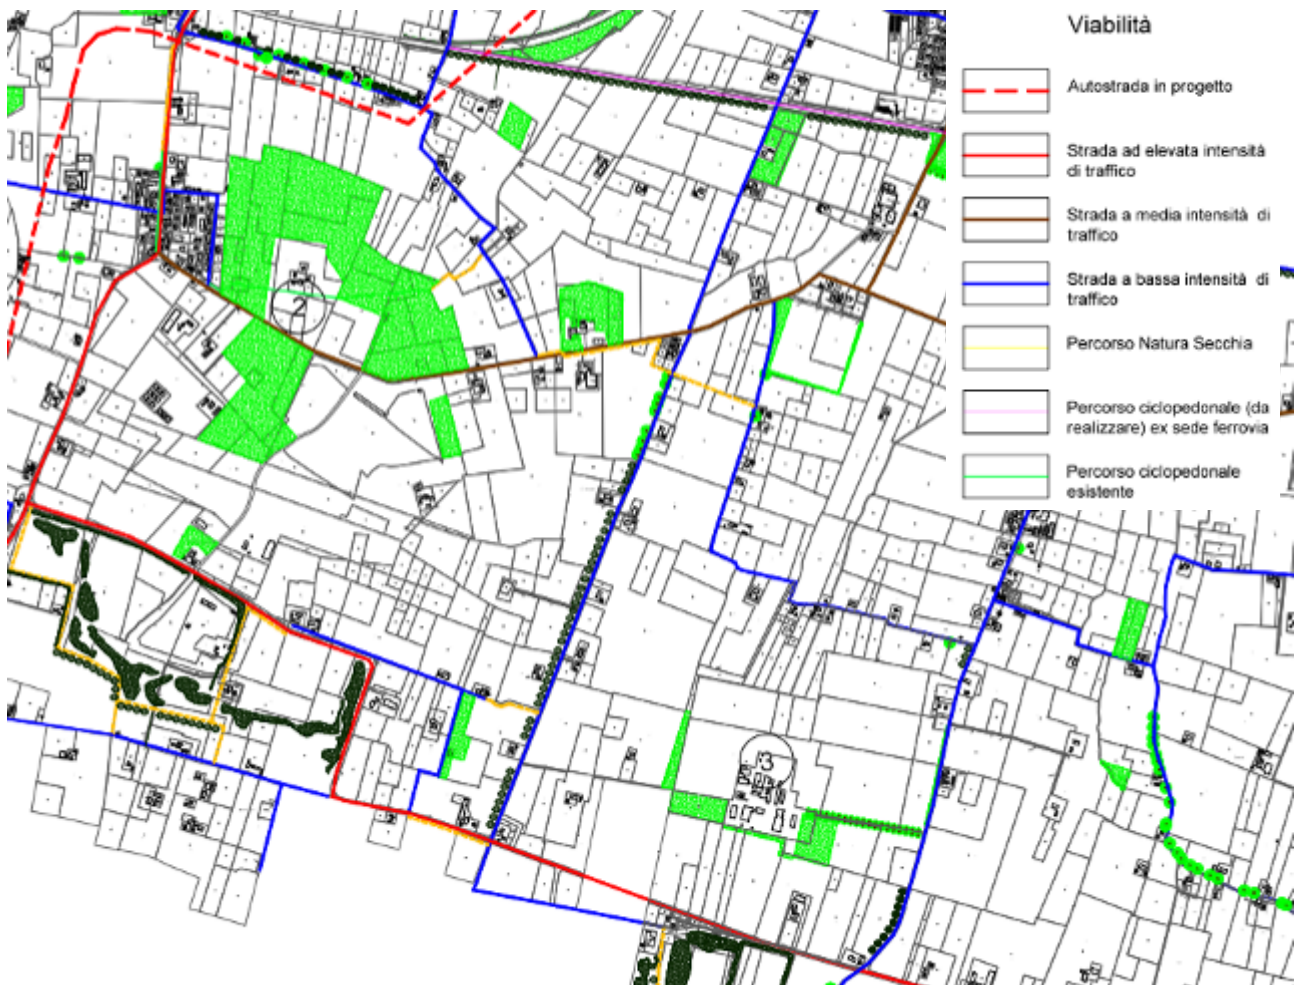 Viabilità
Autostrada in progetto
Strada ad elevata intensità
di traffico
Strada a media intensità di
traffico
Strada a bassa intensità di
traffico
Percorso Natura Secchia
Percorso ciclopedonale (da
realizzare) ex sede ferrovia
Percorso ciclopedonale
esistente
2
3